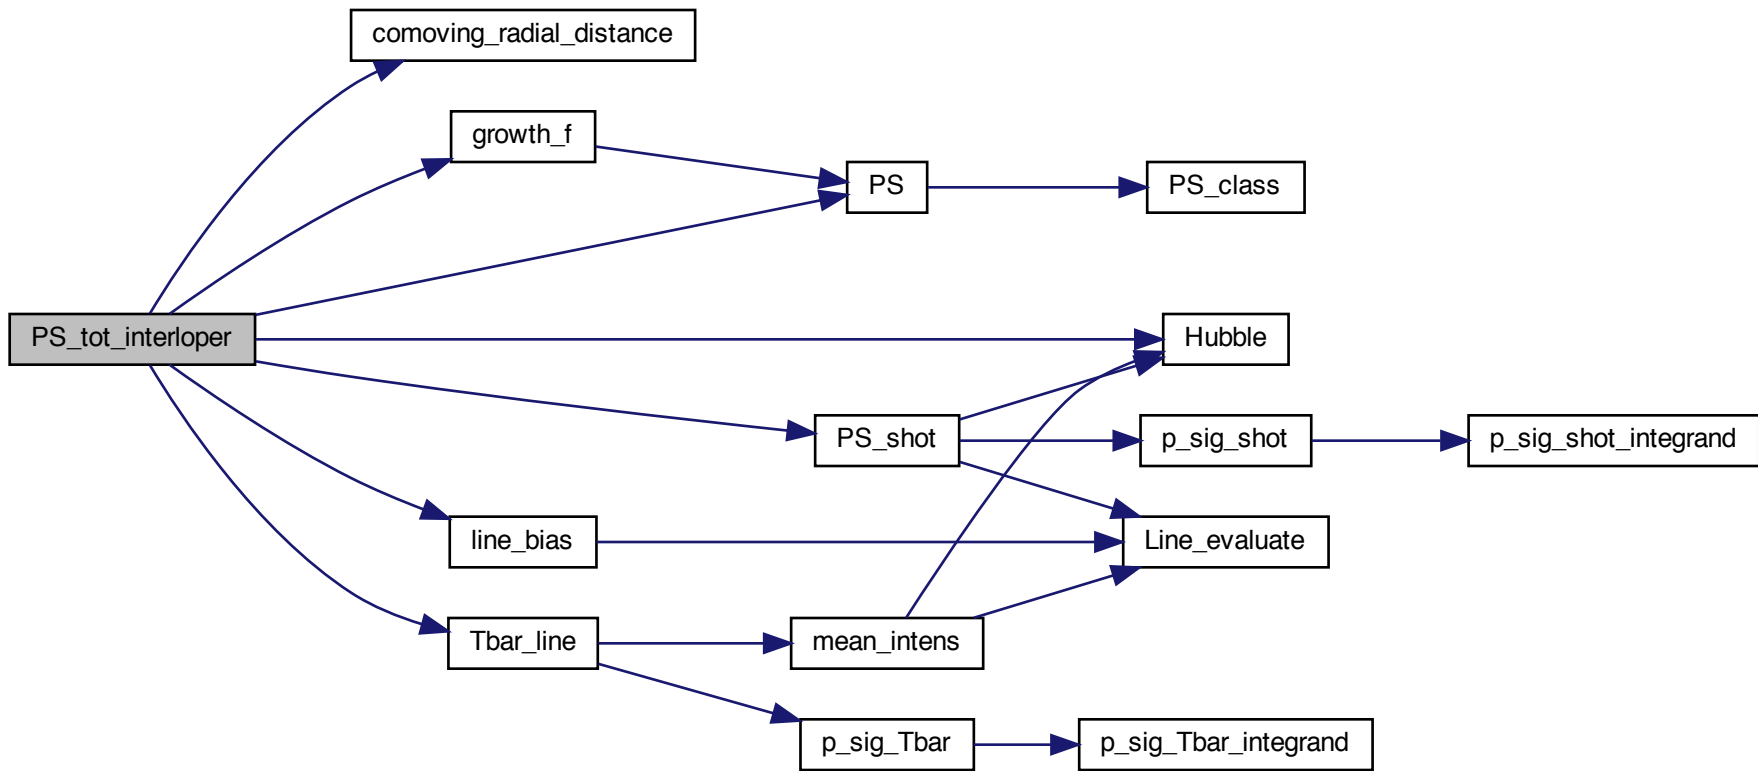 comoving_radial_distance
growth_f
PS
PS_class
PS_tot_interloper
Hubble
PS_shot
p_sig_shot
p_sig_shot_integrand
line_bias
Line_evaluate
Tbar_line
mean_intens
p_sig_Tbar
p_sig_Tbar_integrand